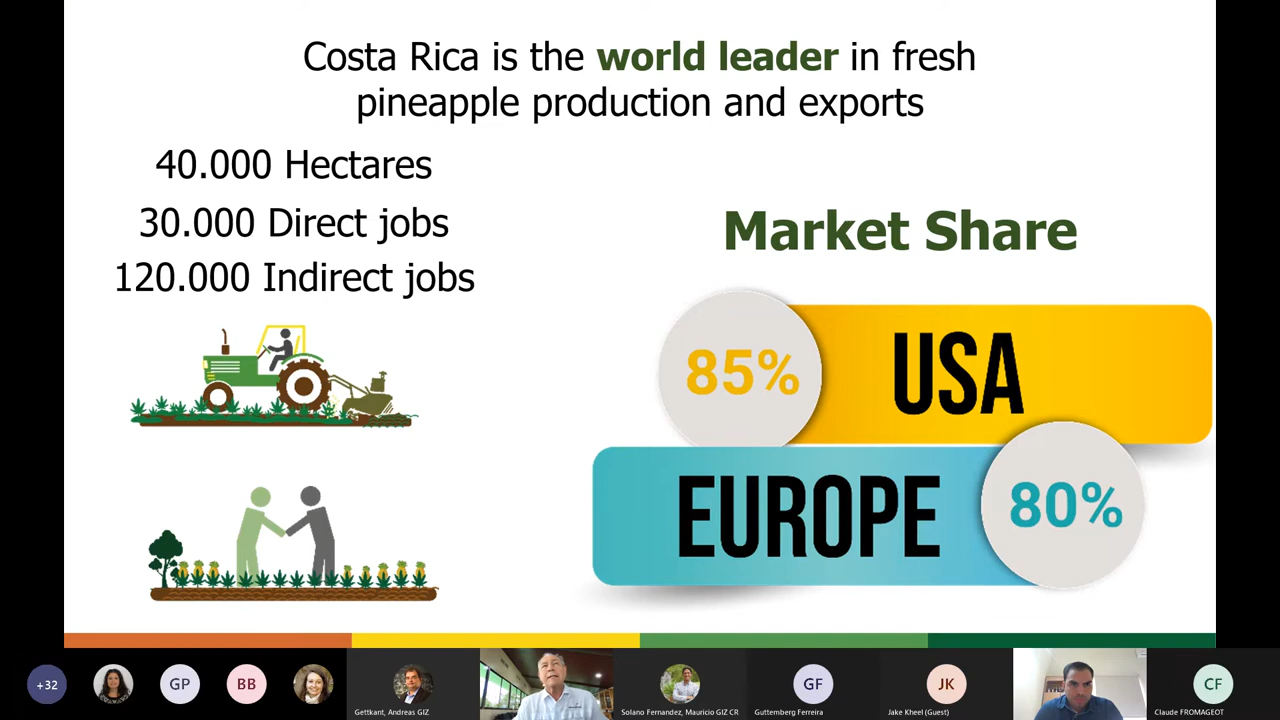 Costa Rica is the world leader in fresh
pineapple production and exports
40.000 Hectares
30.000 Direct jobs
120.000 Indirect jobs
Market Share
85%
USA
EUROPE
80%
+32
GP
BB
Gettkant, Andreas GIZ
Solano Fernandez, Mauricio GIZ CR
GF
Guttemberg Ferreira
JK
Jake Kheel (Guest)
CF
Claude FROMAGEOT